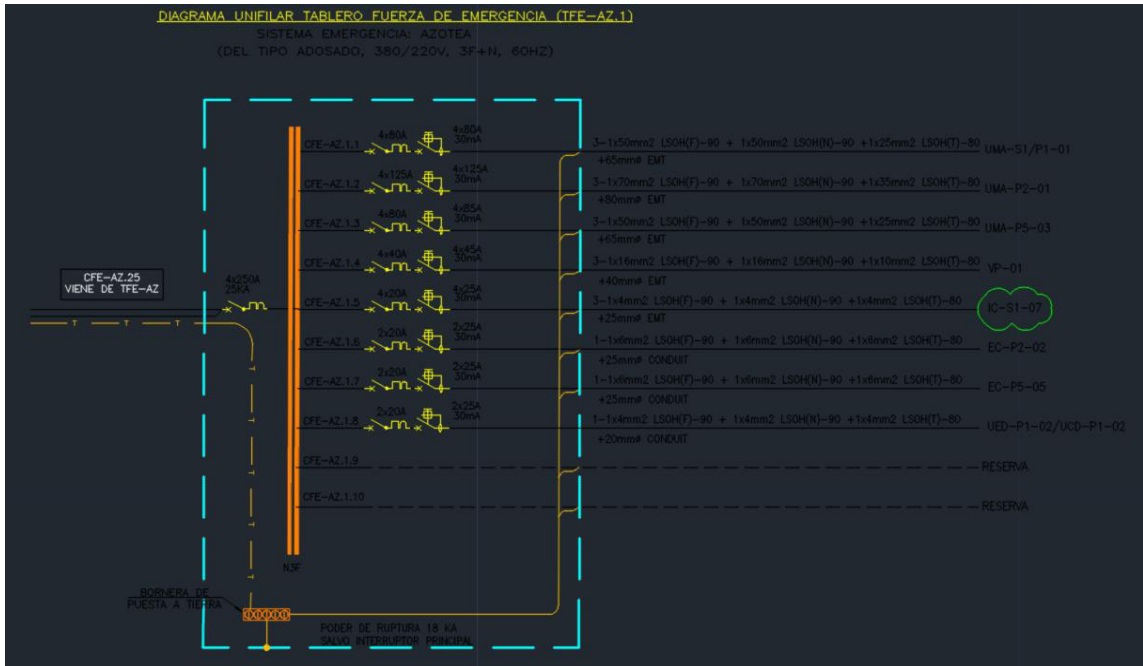 DIAGRAMA UNIFILAR TABLERO FUERZA DE EMERGENCIA (TFE-AZ.1)
SISTEMA EMERGENCIA: AZOTEA
(DEL TIPO ADOSADO, 380/220V, 3F+N, 60HZ)
CFE-AZ.25
VIENE DE TFE-AZ
4x250A
25KA
CFE-AZ.1.1 4x80A 4x80A 30mA 3-1x50mm2 LSOH(F)-90 + 1x50mm2 LSOH(N)-90 +1x25mm2 LSOH(T)-80 UMA-S1/P1-01
+65mmø EMT
CFE-AZ.1.2 4x125A 4x125A 30mA 3-1x70mm2 LSOH(F)-90 + 1x70mm2 LSOH(N)-90 +1x35mm2 LSOH(T)-80 UMA-P2-01
+80mmø EMT
CFE-AZ.1.3 4x80A 4x85A 30mA 3-1x50mm2 LSOH(F)-90 + 1x50mm2 LSOH(N)-90 +1x25mm2 LSOH(T)-80 UMA-P5-03
+65mmø EMT
CFE-AZ.1.4 4x40A 4x45A 30mA 3-1x16mm2 LSOH(F)-90 + 1x16mm2 LSOH(N)-90 +1x10mm2 LSOH(T)-80 VP-01
+40mmø EMT
CFE-AZ.1.5 4x20A 4x25A 30mA 3-1x4mm2 LSOH(F)-90 + 1x4mm2 LSOH(N)-90 +1x4mm2 LSOH(T)-80 IC-S1-07
+25mmø EMT
CFE-AZ.1.6 2x20A 2x25A 30mA 1-1x6mm2 LSOH(F)-90 + 1x6mm2 LSOH(N)-90 +1x6mm2 LSOH(T)-80 EC-P2-02
+25mmø CONDUIT
CFE-AZ.1.7 2x20A 2x25A 30mA 1-1x6mm2 LSOH(F)-90 + 1x6mm2 LSOH(N)-90 +1x6mm2 LSOH(T)-80 EC-P5-05
+25mmø CONDUIT
CFE-AZ.1.8 2x20A 2x25A 30mA 1-1x4mm2 LSOH(F)-90 + 1x4mm2 LSOH(N)-90 +1x4mm2 LSOH(T)-80 UED-P1-02/UCD-P1-02
+20mmø CONDUIT
CFE-AZ.1.9 RESERVA
CFE-AZ.1.10 RESERVA
N3F
T T T
BORNERA DE
PUESTA A TIERRA
PODER DE RUPTURA 18 KA
SALVO INTERRUPTOR PRINCIPAL